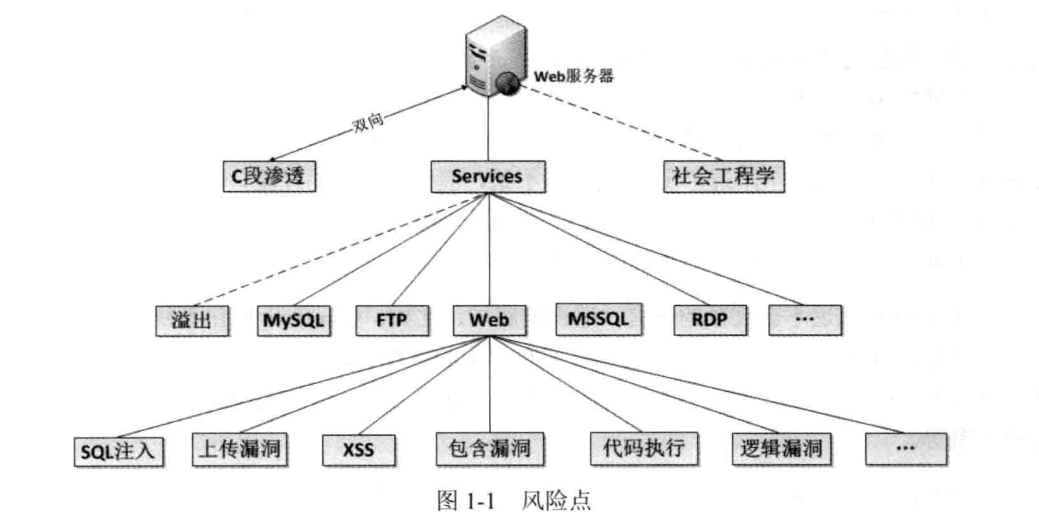 Web服务器
双向
C段渗透 Services 社会工程学
溢出 MySQL FTP Web MSSQL RDP ...
SQL注入 上传漏洞 XSS 包含漏洞 代码执行 逻辑漏洞 ...
图 1-1 风险点